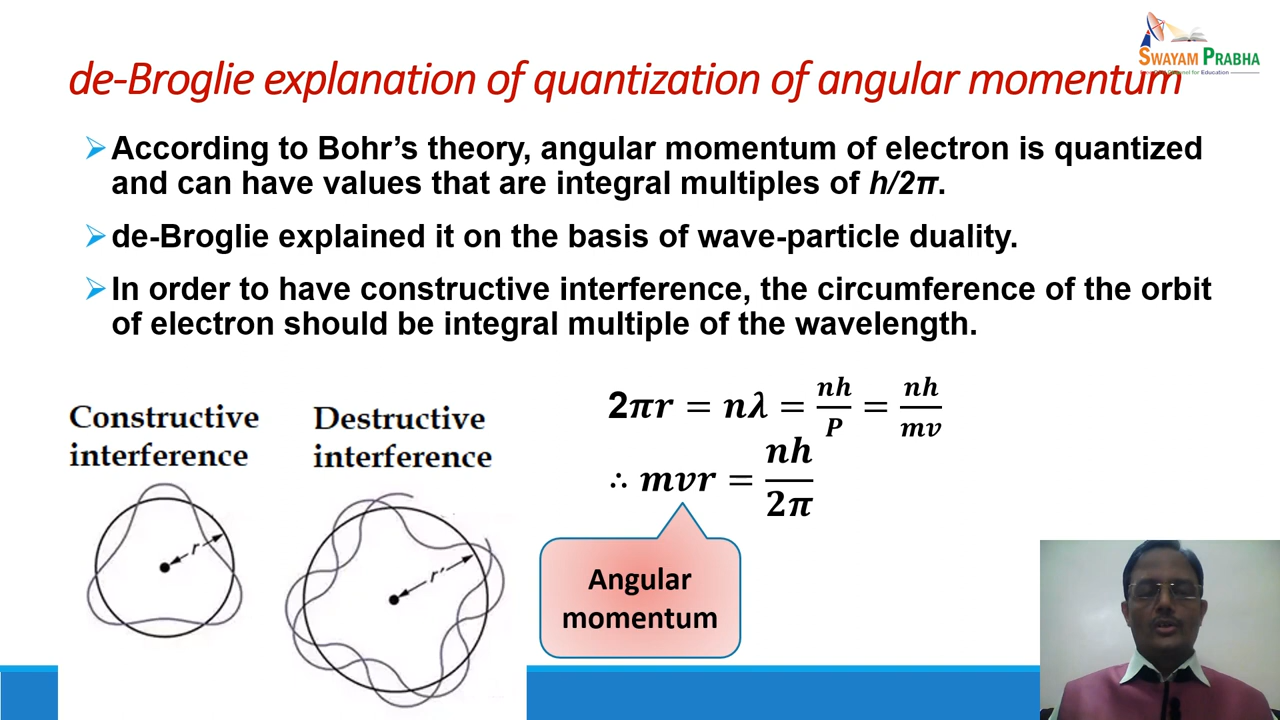 SWAYAM PRABHA
de-Broglie explanation of quantization of angular momentum
➢ According to Bohr's theory, angular momentum of electron is quantized
and can have values that are integral multiples of h/2π.
➢ de-Broglie explained it on the basis of wave-particle duality.
➢ In order to have constructive interference, the circumference of the orbit
of electron should be integral multiple of the wavelength.
Constructive
interference
Destructive
interference
r
r'
2πr = nλ = nh/P = nh/mv
∴ mvr = nh/2π
Angular
momentum